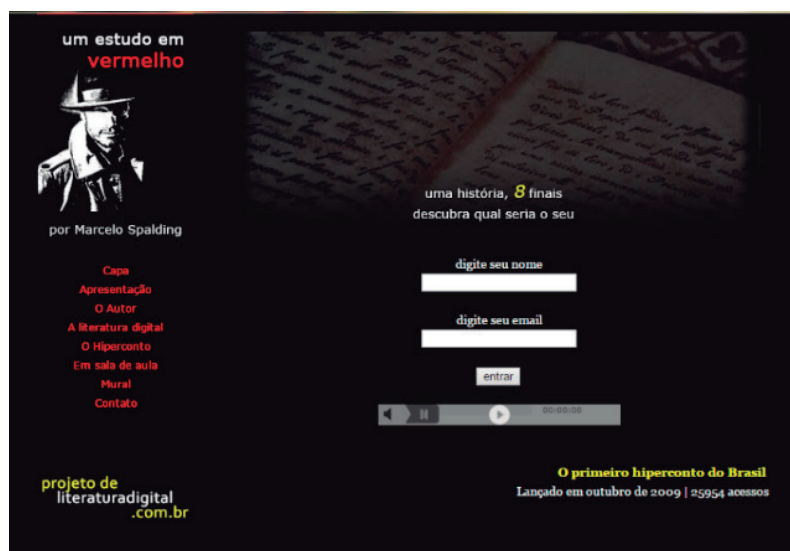 um estudo em
vermelho
por Marcelo Spalding
Capa
Apresentação
O Autor
A literatura digital
O Hiperconto
Em sala de aula
Mural
Contato
projeto de
literaturadigital
.com.br
uma história, 8 finais
descubra qual seria o seu
digite seu nome
digite seu email
entrar
00:00:00
O primeiro hiperconto do Brasil
Lançado em outubro de 2009 | 25954 acessos